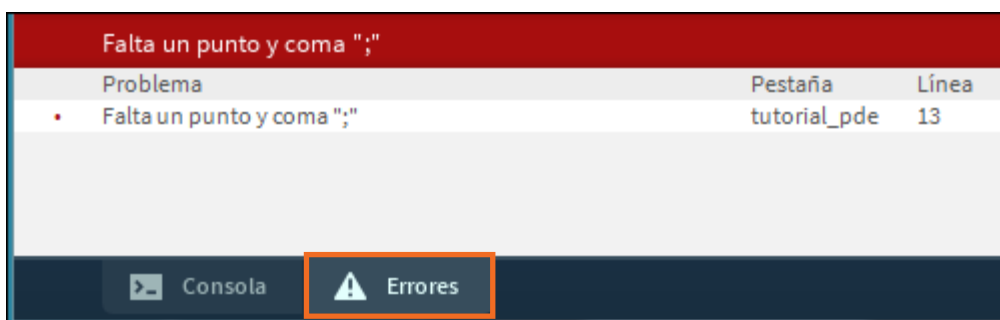 Falta un punto y coma ";"
Problema Pestaña Línea
Falta un punto y coma ";" tutorial_pde 13
Consola Errores